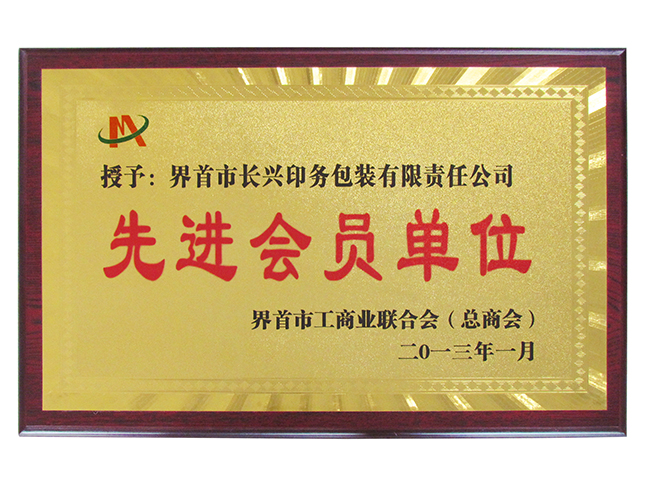 授予：界首市长兴印务包装有限责任公司
先进会员单位
界首市工商业联合会（总商会）
二0一三年一月